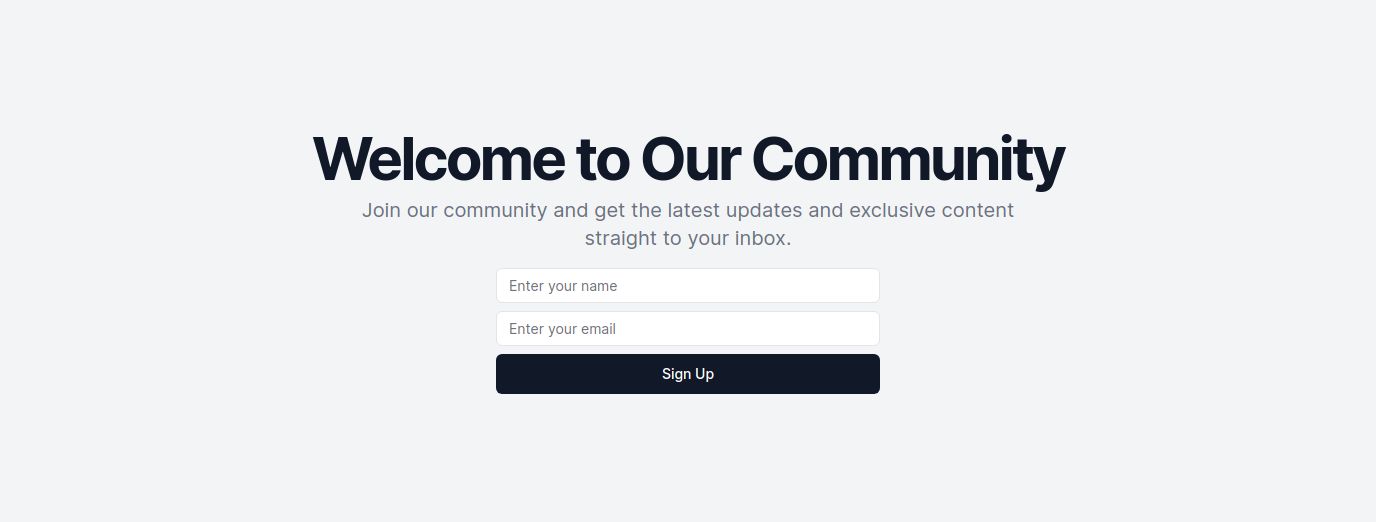 Welcome to Our Community
Join our community and get the latest updates and exclusive content
straight to your inbox.
Enter your name
Enter your email
Sign Up